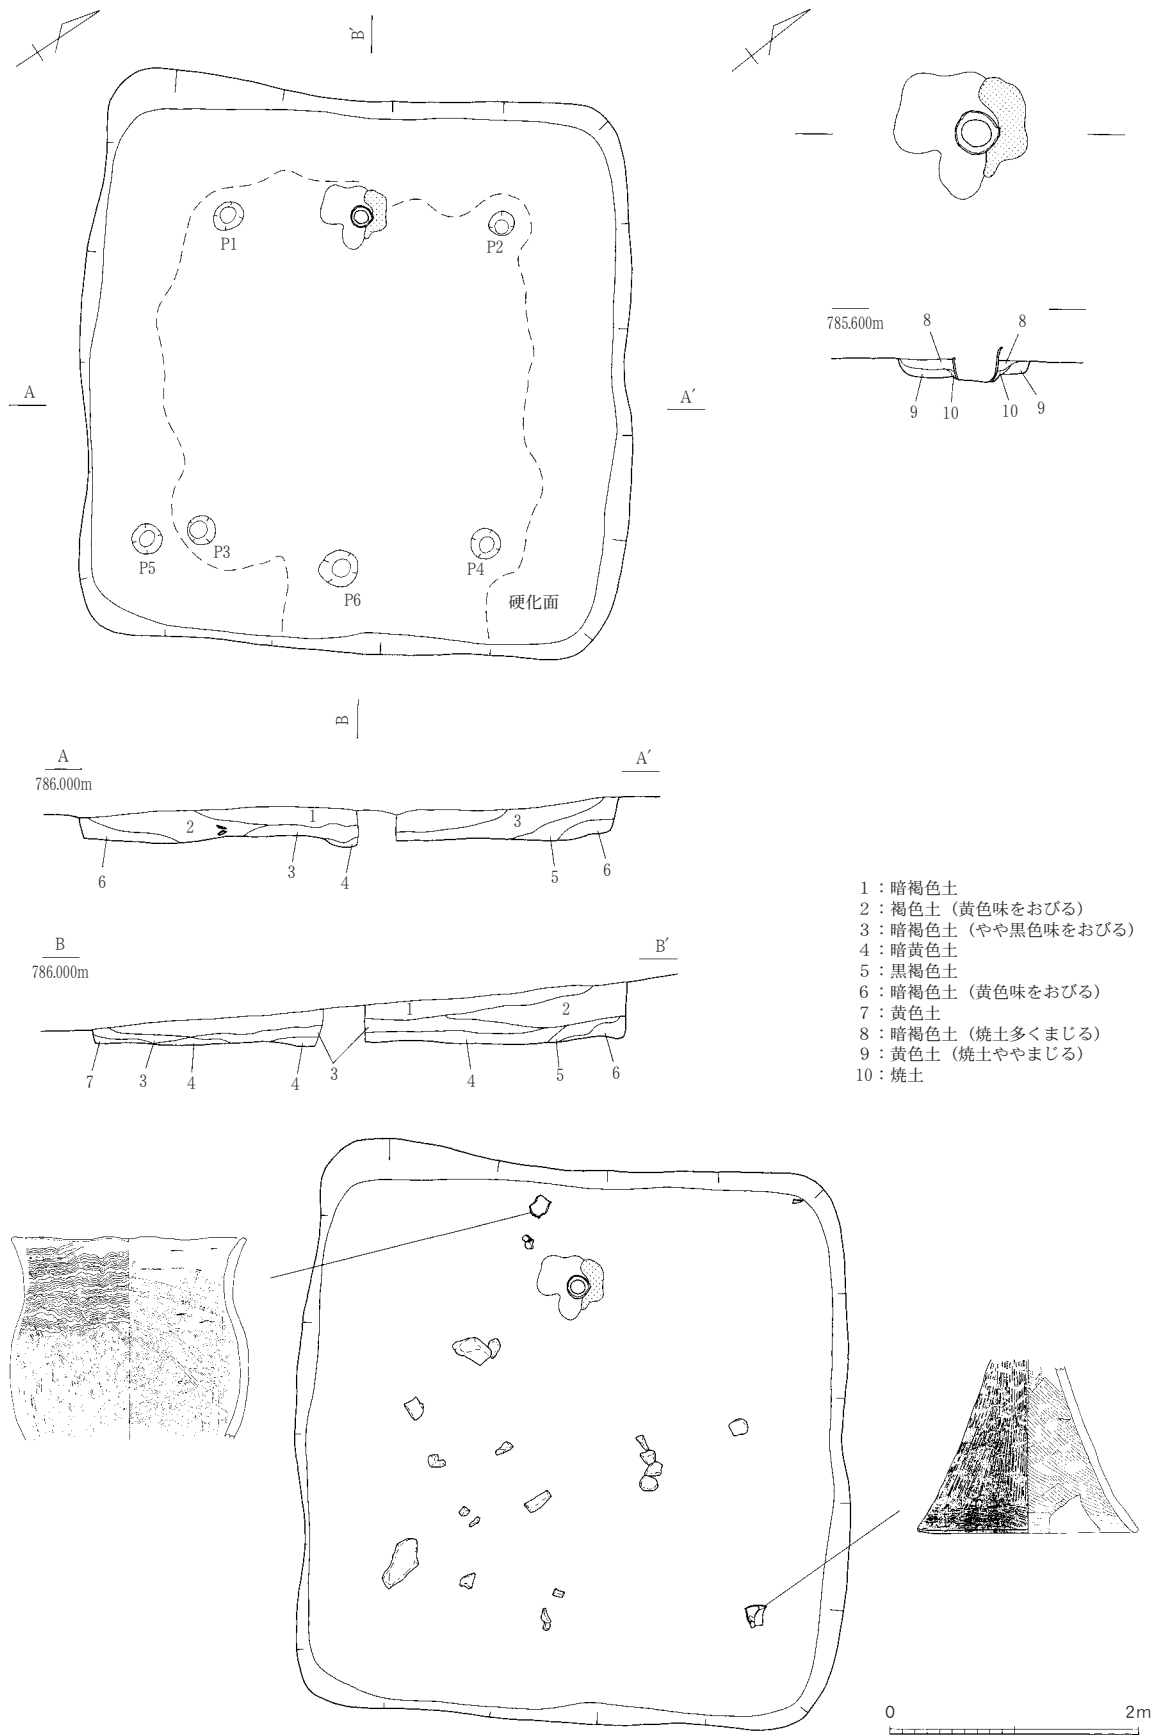 B′
P1
P2
785.600m
8
8
9
10
10
9
A
A′
P5
P3
P6
P4
硬化面
B
A
786.000m
A′
1
2
3
6
3
4
5
6
B
786.000m
B′
1
2
7
3
4
4
3
4
5
6
1：暗褐色土
2：褐色土（黄色味をおびる）
3：暗褐色土（やや黒色味をおびる）
4：暗黄色土
5：黒褐色土
6：暗褐色土（黄色味をおびる）
7：黄色土
8：暗褐色土（焼土多くまじる）
9：黄色土（焼土ややまじる）
10：焼土
0 2m